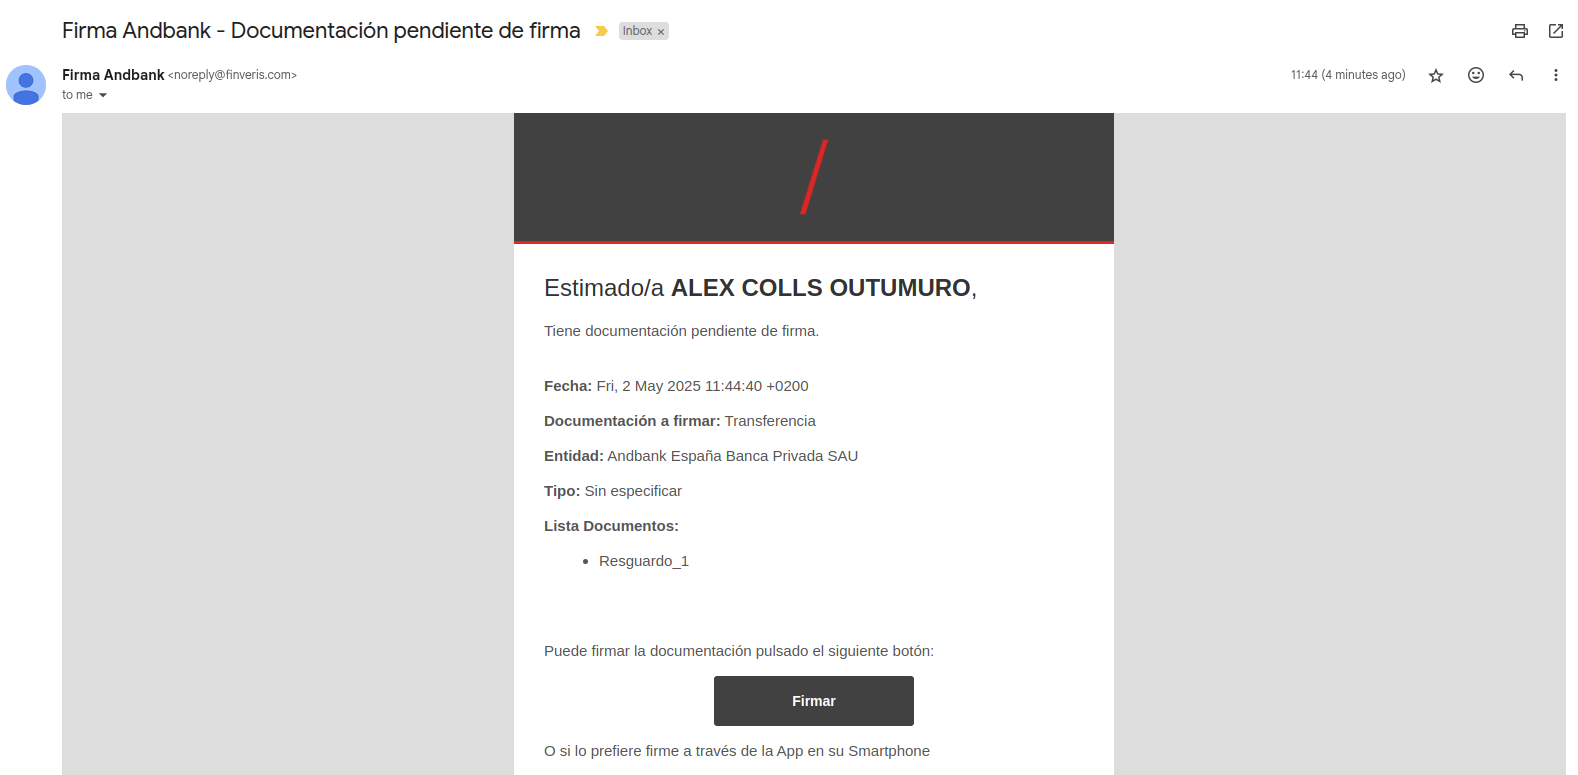 Firma Andbank - Documentación pendiente de firma
Inbox ×
Firma Andbank <noreply@finveris.com>
11:44 (4 minutes ago)
to me
Estimado/a ALEX COLLS OUTUMURO,
Tiene documentación pendiente de firma.
Fecha: Fri, 2 May 2025 11:44:40 +0200
Documentación a firmar: Transferencia
Entidad: Andbank España Banca Privada SAU
Tipo: Sin especificar
Lista Documentos:
• Resguardo_1
Puede firmar la documentación pulsado el siguiente botón:
Firmar
O si lo prefiere firme a través de la App en su Smartphone